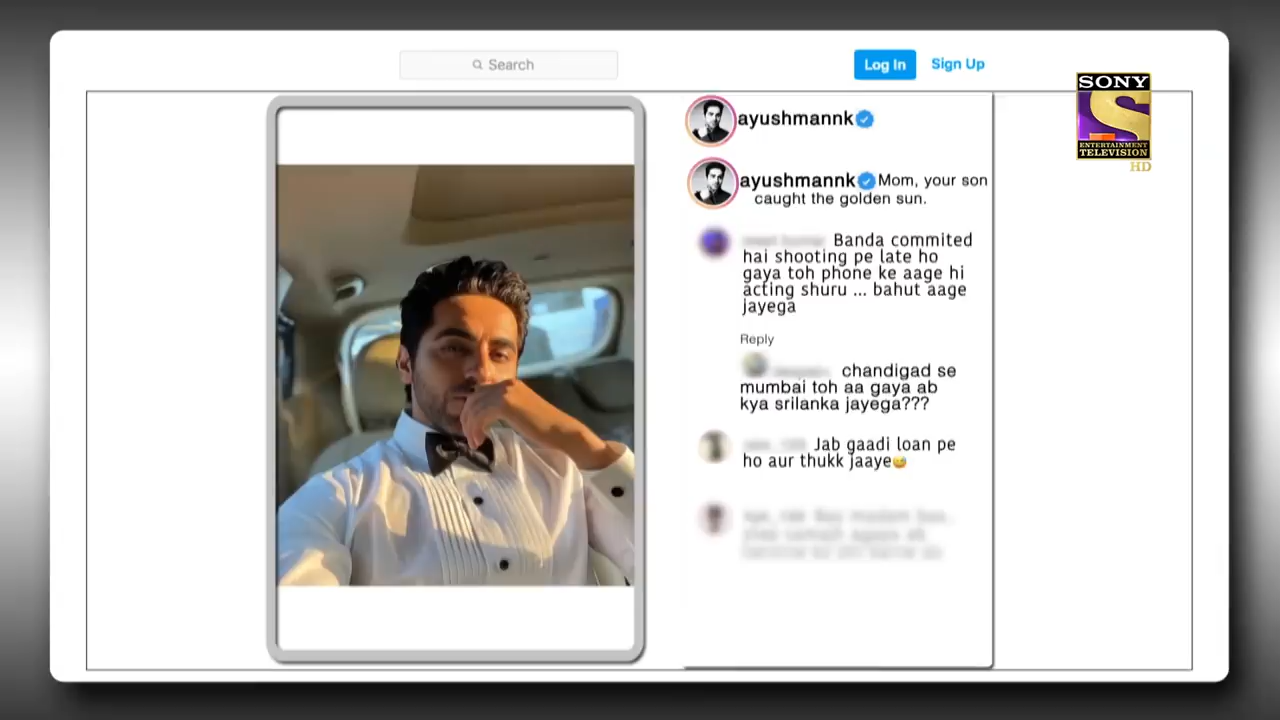 Search
Log In
Sign Up
SONY
ENTERTAINMENT
TELEVISION
HD
ayushmannk
ayushmannk Mom, your son
caught the golden sun.
Banda commited
hai shooting pe late ho
gaya toh phone ke aage hi
acting shuru ... bahut aage
jayega
Reply
chandigad se
mumbai toh aa gaya ab
kya srilanka jayega???
Jab gaadi loan pe
ho aur thukk jaaye😅